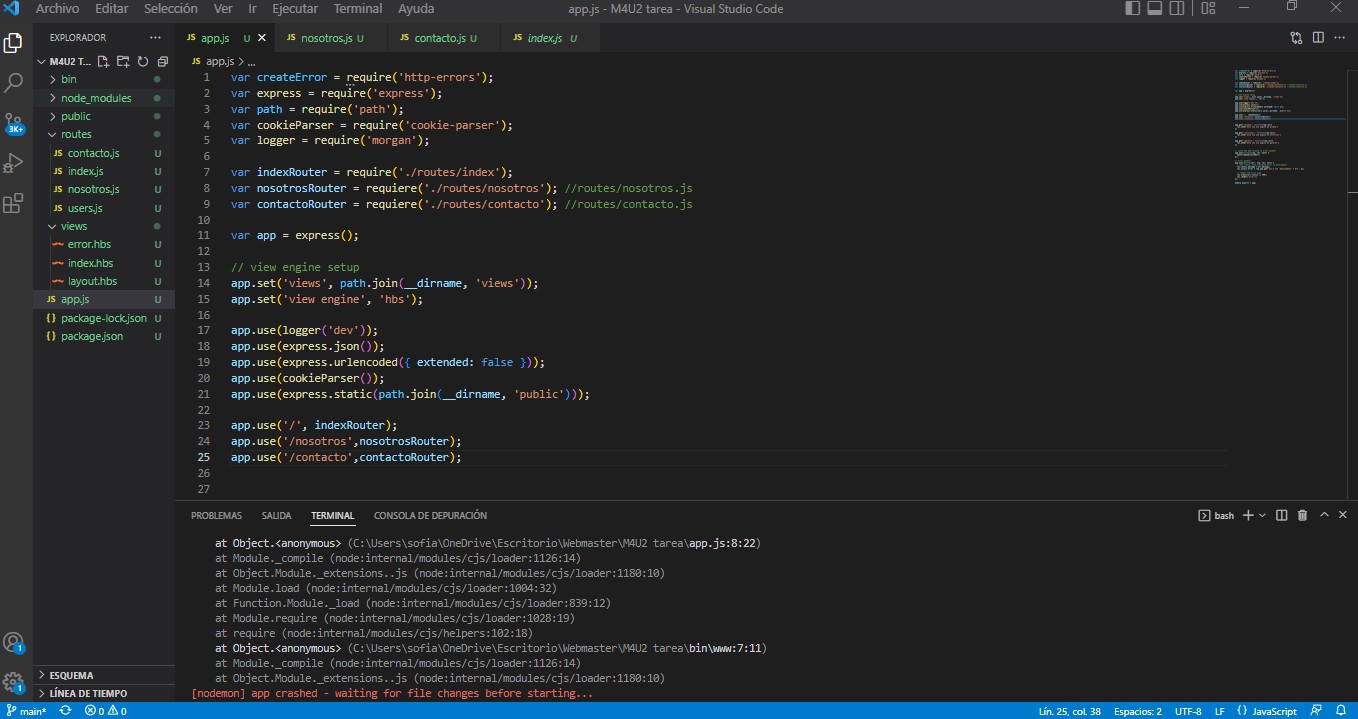 Archivo Editar Selección Ver Ir Ejecutar Terminal Ayuda app.js - M4U2 tarea - Visual Studio Code
EXPLORADOR ...
M4U2 T...
bin
node_modules
public
routes
JS contacto.js U
JS index.js U
JS nosotros.js U
JS users.js U
views
error.hbs U
index.hbs U
layout.hbs U
JS app.js U
{} package-lock.json U
{} package.json U
ESQUEMA
LÍNEA DE TIEMPO
3K+
1
1
JS app.js U JS nosotros.js U JS contacto.js U JS index.js U
JS app.js > ...
1 var createError = require('http-errors');
2 var express = require('express');
3 var path = require('path');
4 var cookieParser = require('cookie-parser');
5 var logger = require('morgan');
6
7 var indexRouter = require('./routes/index');
8 var nosotrosRouter = requiere('./routes/nosotros'); //routes/nosotros.js
9 var contactoRouter = requiere('./routes/contacto'); //routes/contacto.js
10
11 var app = express();
12
13 // view engine setup
14 app.set('views', path.join(__dirname, 'views'));
15 app.set('view engine', 'hbs');
16
17 app.use(logger('dev'));
18 app.use(express.json());
19 app.use(express.urlencoded({ extended: false }));
20 app.use(cookieParser());
21 app.use(express.static(path.join(__dirname, 'public')));
22
23 app.use('/', indexRouter);
24 app.use('/nosotros',nosotrosRouter);
25 app.use('/contacto',contactoRouter);
26
27
PROBLEMAS SALIDA TERMINAL CONSOLA DE DEPURACIÓN bash
at Object.<anonymous> (C:\Users\sofia\OneDrive\Escritorio\Webmaster\M4U2 tarea\app.js:8:22)
at Module._compile (node:internal/modules/cjs/loader:1126:14)
at Object.Module._extensions..js (node:internal/modules/cjs/loader:1180:10)
at Module.load (node:internal/modules/cjs/loader:1004:32)
at Function.Module._load (node:internal/modules/cjs/loader:839:12)
at Module.require (node:internal/modules/cjs/loader:1028:19)
at require (node:internal/modules/cjs/helpers:102:18)
at Object.<anonymous> (C:\Users\sofia\OneDrive\Escritorio\Webmaster\M4U2 tarea\bin\www:7:11)
at Module._compile (node:internal/modules/cjs/loader:1126:14)
at Object.Module._extensions..js (node:internal/modules/cjs/loader:1180:10)
[nodemon] app crashed - waiting for file changes before starting...
main* 0 0 Lín. 25, col. 38 Espacios: 2 UTF-8 LF {} JavaScript